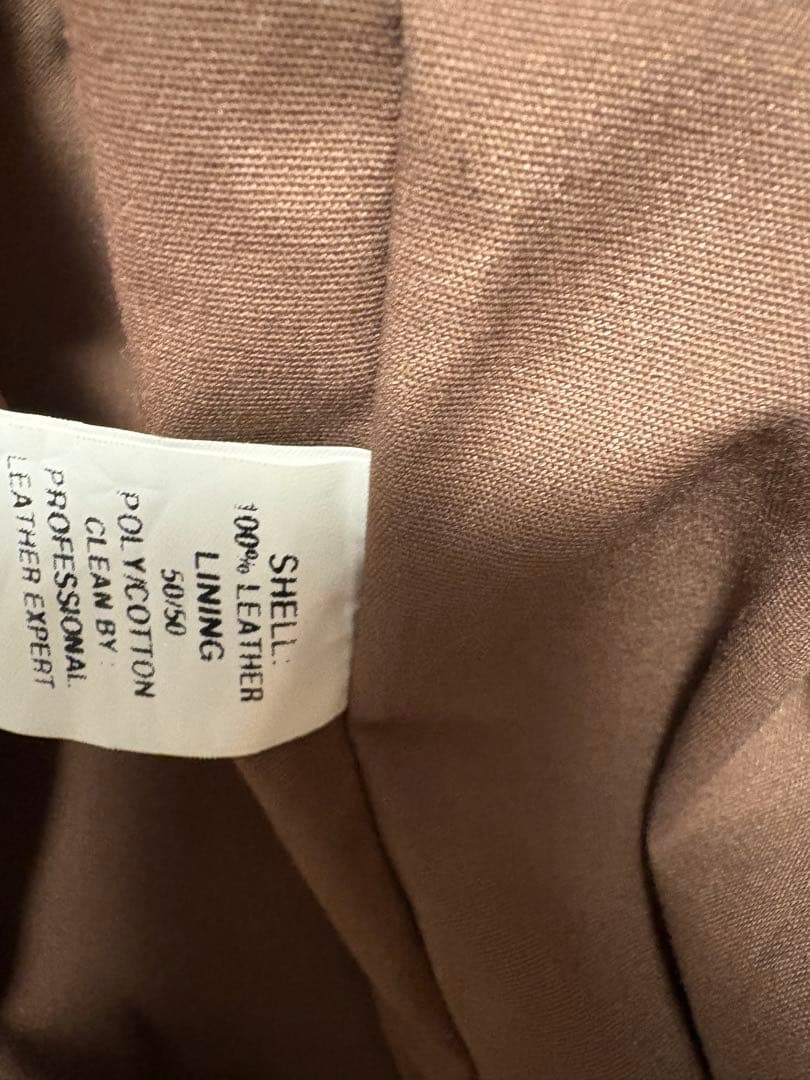 SHELL:
100% LEATHER
LINING
50/50
POLY/COTTON
CLEAN BY :
PROFESSIONAL
LEATHER EXPERT